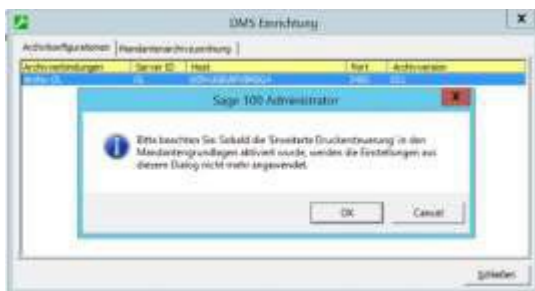 DMS Einrichtung
Archivkonfigurationen Mandantenarchivzuordnung
Archivverbindungen Server ID Host Port Archivversion
Sage 100 Administrator
Bitte beachten Sie: Sobald die 'Erweiterte Druckersteuerung' in den
Mandantengrundlagen aktiviert wurde, werden die Einstellungen aus
diesem Dialog nicht mehr angewendet.
OK Cancel
Schließen